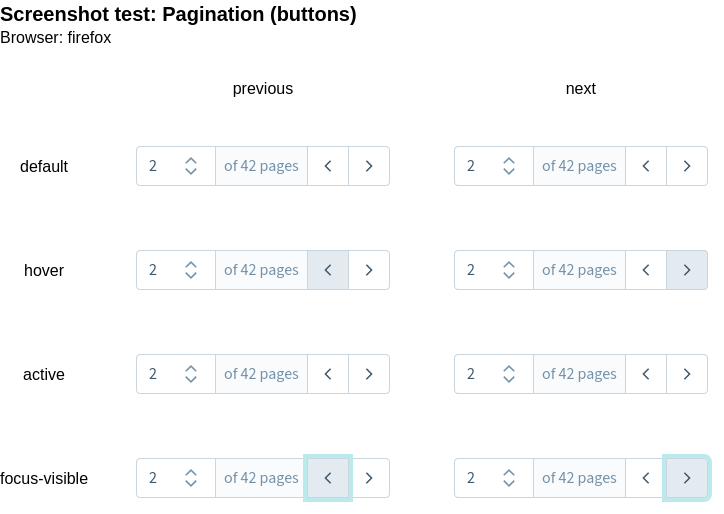 Screenshot test: Pagination (buttons)
Browser: firefox
previous next
default 2 of 42 pages 2 of 42 pages
hover 2 of 42 pages 2 of 42 pages
active 2 of 42 pages 2 of 42 pages
focus-visible 2 of 42 pages 2 of 42 pages